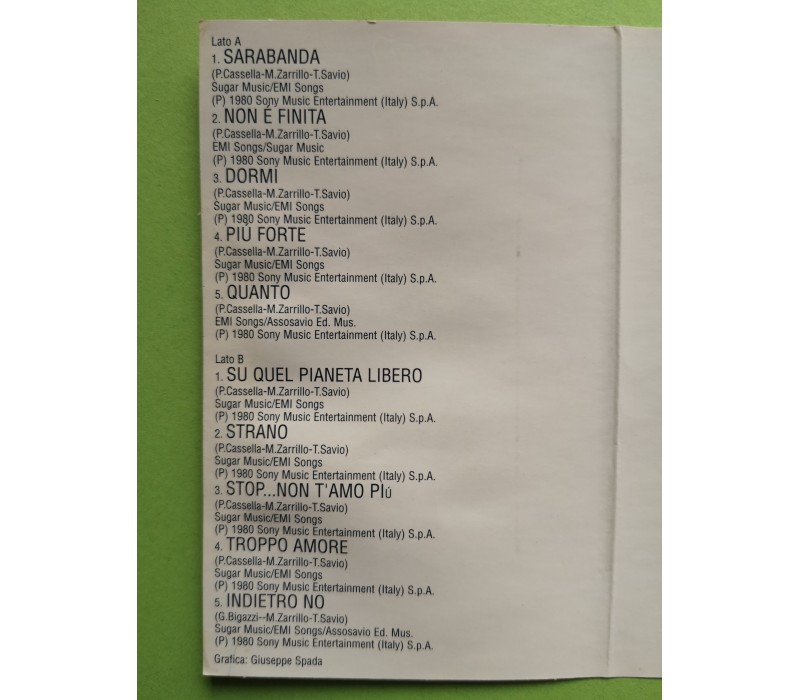 Lato A
1. SARABANDA
(P.Cassella-M.Zarrillo-T.Savio)
Sugar Music/EMI Songs
(P) 1980 Sony Music Entertainment (Italy) S.p.A.
2. NON È FINITA
(P.Cassella-M.Zarrillo-T.Savio)
EMI Songs/Sugar Music
(P) 1980 Sony Music Entertainment (Italy) S.p.A.
3. DORMI
(P.Cassella-M.Zarrillo-T.Savio)
Sugar Music/EMI Songs
(P) 1980 Sony Music Entertainment (Italy) S.p.A.
4. PIÙ FORTE
(P.Cassella-M.Zarrillo-T.Savio)
Sugar Music/EMI Songs
(P) 1980 Sony Music Entertainment (Italy) S.p.A.
5. QUANTO
(P.Cassella-M.Zarrillo-T.Savio)
EMI Songs/Assosavio Ed. Mus.
(P) 1980 Sony Music Entertainment (Italy) S.p.A.
Lato B
1. SU QUEL PIANETA LIBERO
(P.Cassella-M.Zarrillo-T.Savio)
Sugar Music/EMI Songs
(P) 1980 Sony Music Entertainment (Italy) S.p.A.
2. STRANO
(P.Cassella-M.Zarrillo-T.Savio)
Sugar Music/EMI Songs
(P) 1980 Sony Music Entertainment (Italy) S.p.A.
3. STOP...NON T'AMO PIú
(P.Cassella-M.Zarrillo-T.Savio)
Sugar Music/EMI Songs
(P) 1980 Sony Music Entertainment (Italy) S.p.A.
4. TROPPO AMORE
(P.Cassella-M.Zarrillo-T.Savio)
Sugar Music/EMI Songs
(P) 1980 Sony Music Entertainment (Italy) S.p.A.
5. INDIETRO NO
(G.Bigazzi--M.Zarrillo-T.Savio)
Sugar Music/EMI Songs/Assosavio Ed. Mus.
(P) 1980 Sony Music Entertainment (Italy) S.p.A.
Grafica: Giuseppe Spada